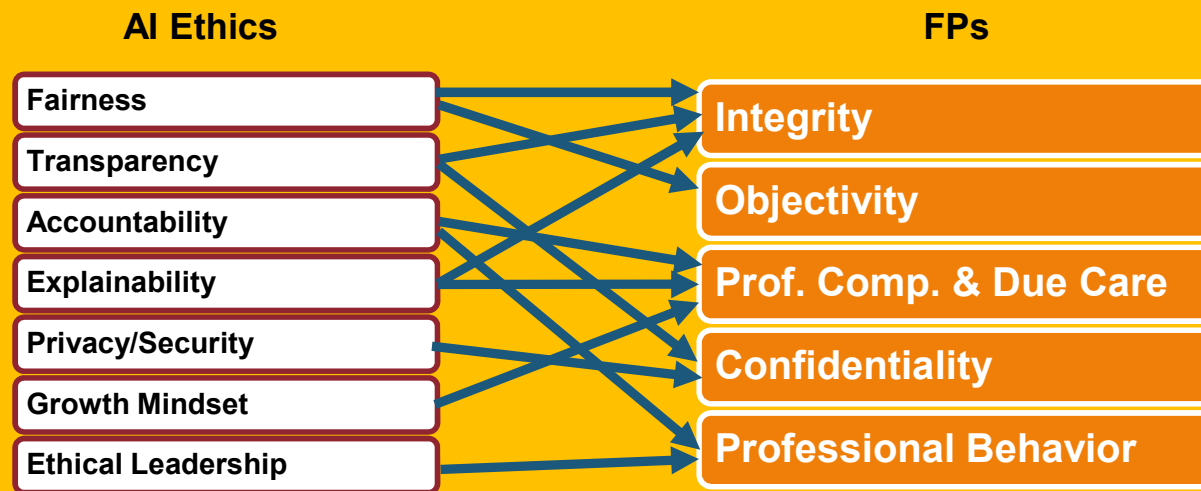 AI Ethics
FPs
Fairness
Transparency
Accountability
Explainability
Privacy/Security
Growth Mindset
Ethical Leadership
Integrity
Objectivity
Prof. Comp. & Due Care
Confidentiality
Professional Behavior